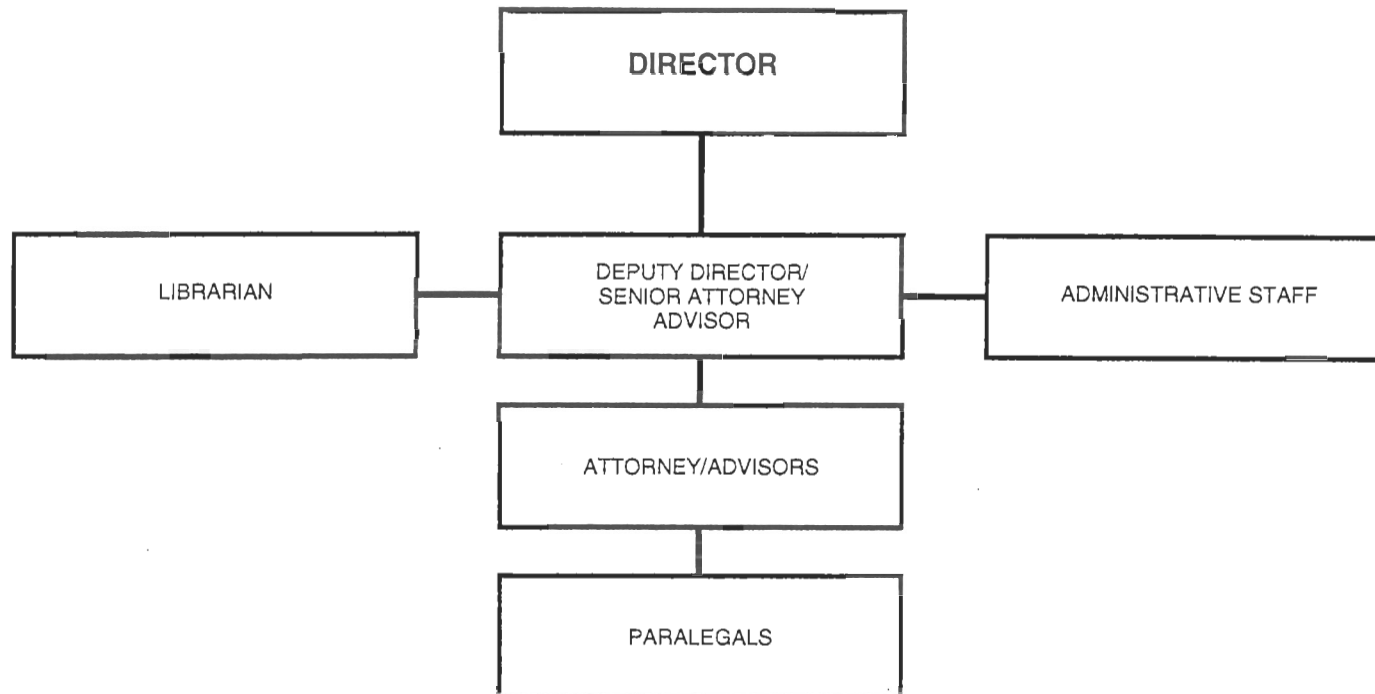 DIRECTOR
LIBRARIAN
DEPUTY DIRECTOR/
SENIOR ATTORNEY
ADVISOR
ADMINISTRATIVE STAFF
ATTORNEY/ADVISORS
PARALEGALS